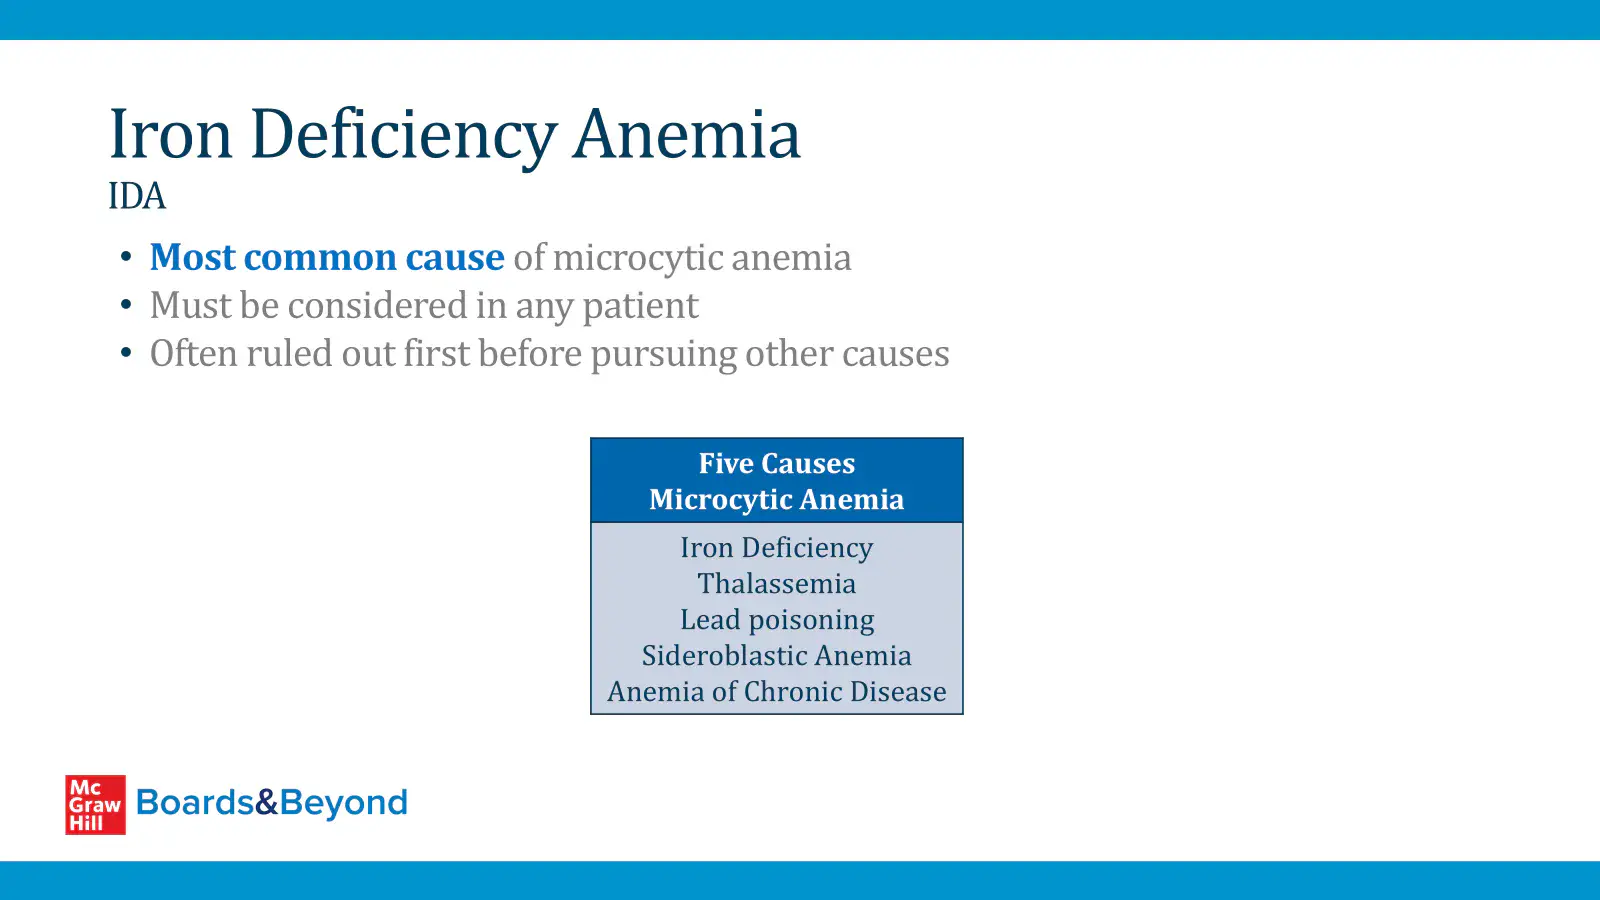 Iron Deficiency Anemia
IDA
• Most common cause of microcytic anemia
• Must be considered in any patient
• Often ruled out first before pursuing other causes
Five Causes
Microcytic Anemia
Iron Deficiency
Thalassemia
Lead poisoning
Sideroblastic Anemia
Anemia of Chronic Disease
Mc
Graw
Hill
Boards&Beyond